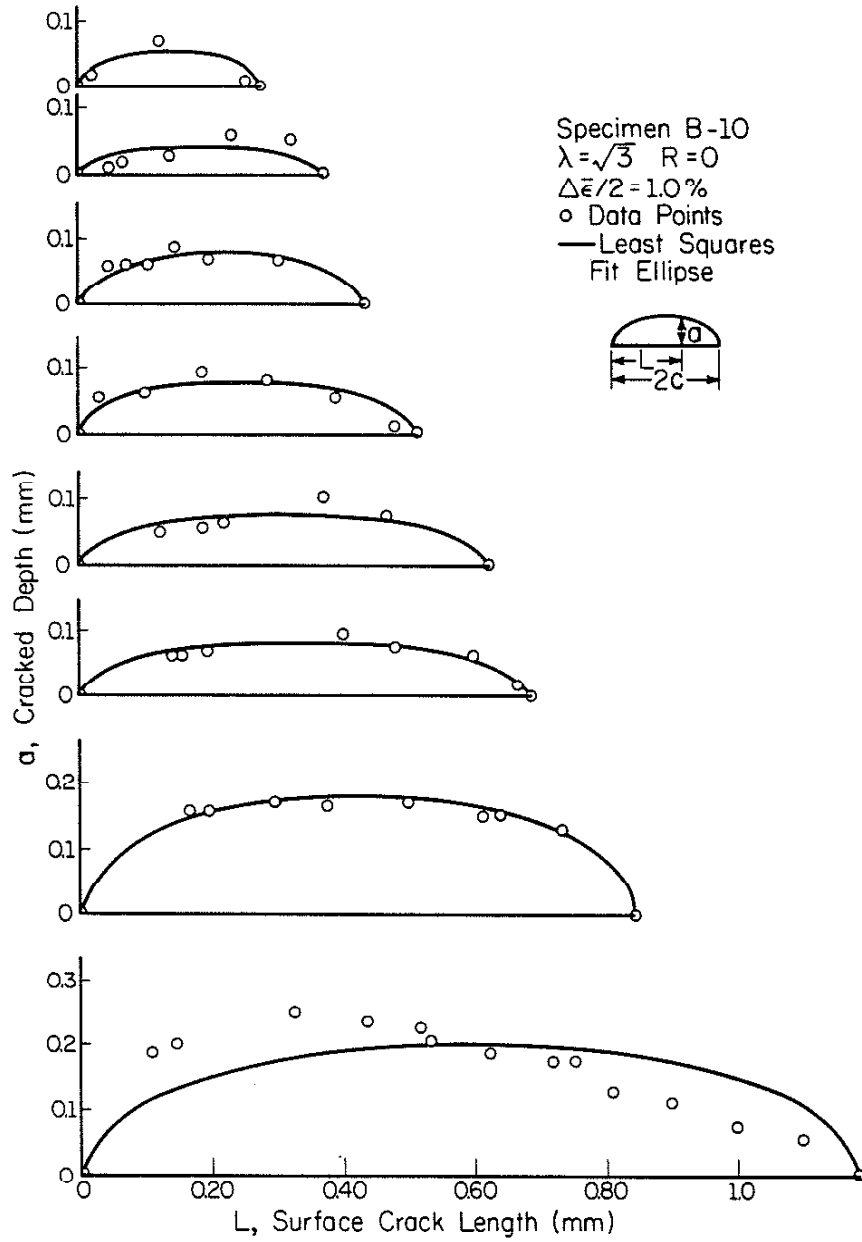 0.1
0
0.1
0
Specimen B-10
λ=√3 R=0
Δε̄/2=1.0%
o Data Points
—Least Squares
Fit Ellipse
0.1
0
a
L
2c
0.1
0
0.1
0
0.1
0
0.2
0.1
0
0.3
0.2
0.1
0
0 0.20 0.40 0.60 0.80 1.0
L, Surface Crack Length (mm)
a, Cracked Depth (mm)